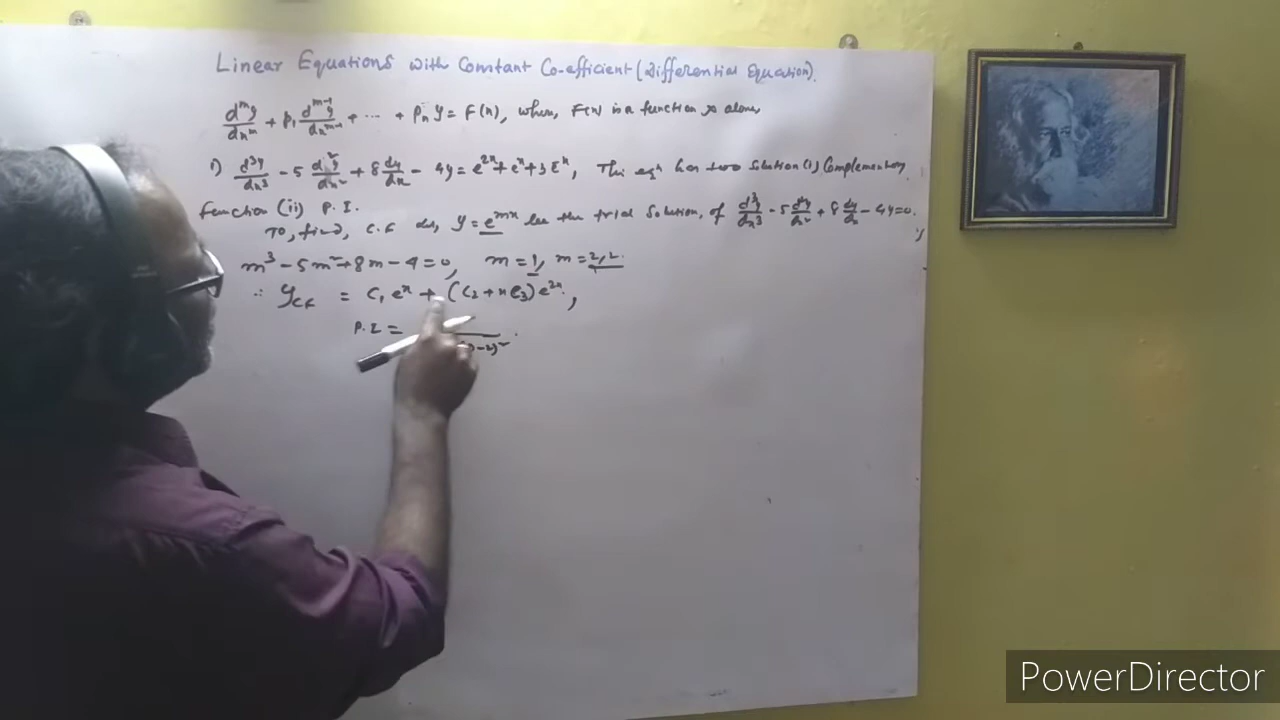 Linear Equations with Constant Co-efficient (Differential Equation).
d^m y/dx^m + P₁ d^(m-1) y/dx^(m-1) + ... + Pₙ y = F(x), where, F(x) is a function x alone
1) d³y/dx³ - 5 d²y/dx² + 8 dy/dx - 4y = e^2x + e^x + 3e^-x, This eqn has two solution (i) Complementary
function (ii) P.I.
To, find, C.F let, y = e^mx be the trial solution, of d³y/dx³ - 5 d²y/dx² + 8 dy/dx - 4y = 0.
m³ - 5m² + 8m - 4 = 0, m = 1, m = 2, 2.
∴ y_CF = C₁ e^x + (C₂ + x C₃) e^2x,
P.I =
-2)²
PowerDirector